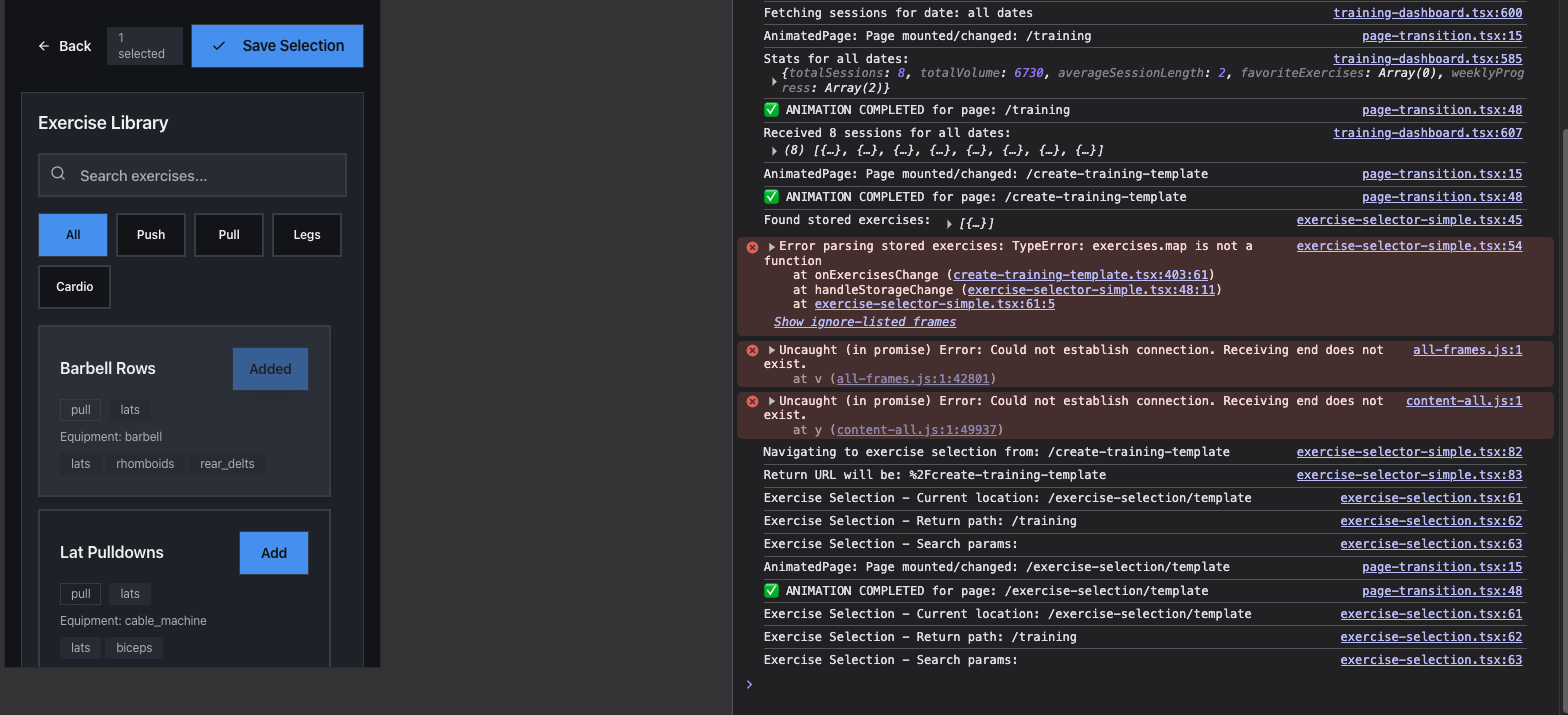 Back
1
selected
Save Selection
Exercise Library
Search exercises...
All
Push
Pull
Legs
Cardio
Barbell Rows
Added
pull
lats
Equipment: barbell
lats
rhomboids
rear_delts
Lat Pulldowns
Add
pull
lats
Equipment: cable_machine
lats
biceps
Fetching sessions for date: all dates training-dashboard.tsx:600
AnimatedPage: Page mounted/changed: /training page-transition.tsx:15
Stats for all dates: training-dashboard.tsx:585
{totalSessions: 8, totalVolume: 6730, averageSessionLength: 2, favoriteExercises: Array(0), weeklyProg
ress: Array(2)}
✅ ANIMATION COMPLETED for page: /training page-transition.tsx:48
Received 8 sessions for all dates: training-dashboard.tsx:607
(8) [{…}, {…}, {…}, {…}, {…}, {…}, {…}, {…}]
AnimatedPage: Page mounted/changed: /create-training-template page-transition.tsx:15
✅ ANIMATION COMPLETED for page: /create-training-template page-transition.tsx:48
Found stored exercises: [{…}] exercise-selector-simple.tsx:45
Error parsing stored exercises: TypeError: exercises.map is not a exercise-selector-simple.tsx:54
function
at onExercisesChange (create-training-template.tsx:403:61)
at handleStorageChange (exercise-selector-simple.tsx:48:11)
at exercise-selector-simple.tsx:61:5
Show ignore-listed frames
Uncaught (in promise) Error: Could not establish connection. Receiving end does not all-frames.js:1
exist.
at v (all-frames.js:1:42801)
Uncaught (in promise) Error: Could not establish connection. Receiving end does not content-all.js:1
exist.
at y (content-all.js:1:49937)
Navigating to exercise selection from: /create-training-template exercise-selector-simple.tsx:82
Return URL will be: %2Fcreate-training-template exercise-selector-simple.tsx:83
Exercise Selection – Current location: /exercise-selection/template exercise-selection.tsx:61
Exercise Selection – Return path: /training exercise-selection.tsx:62
Exercise Selection – Search params: exercise-selection.tsx:63
AnimatedPage: Page mounted/changed: /exercise-selection/template page-transition.tsx:15
✅ ANIMATION COMPLETED for page: /exercise-selection/template page-transition.tsx:48
Exercise Selection – Current location: /exercise-selection/template exercise-selection.tsx:61
Exercise Selection – Return path: /training exercise-selection.tsx:62
Exercise Selection – Search params: exercise-selection.tsx:63